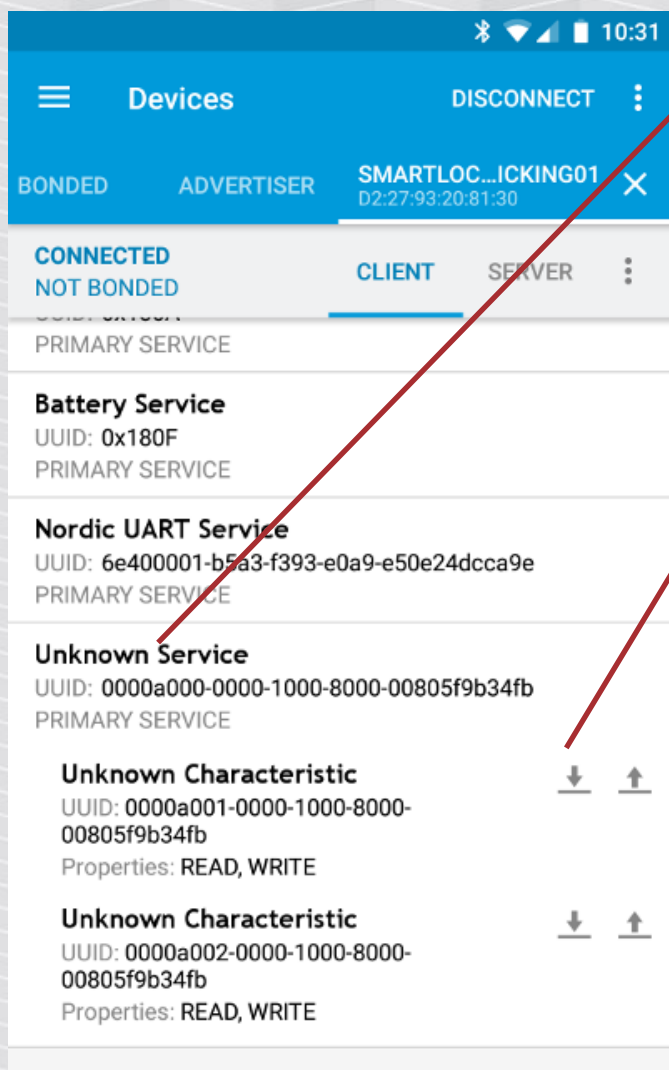 10:31
Devices DISCONNECT
BONDED ADVERTISER SMARTLOC...ICKING01
D2:27:93:20:81:30
CONNECTED
NOT BONDED
CLIENT SERVER
PRIMARY SERVICE
Battery Service
UUID: 0x180F
PRIMARY SERVICE
Nordic UART Service
UUID: 6e400001-b5a3-f393-e0a9-e50e24dcca9e
PRIMARY SERVICE
Unknown Service
UUID: 0000a000-0000-1000-8000-00805f9b34fb
PRIMARY SERVICE
Unknown Characteristic
UUID: 0000a001-0000-1000-8000-
00805f9b34fb
Properties: READ, WRITE
Unknown Characteristic
UUID: 0000a002-0000-1000-8000-
00805f9b34fb
Properties: READ, WRITE